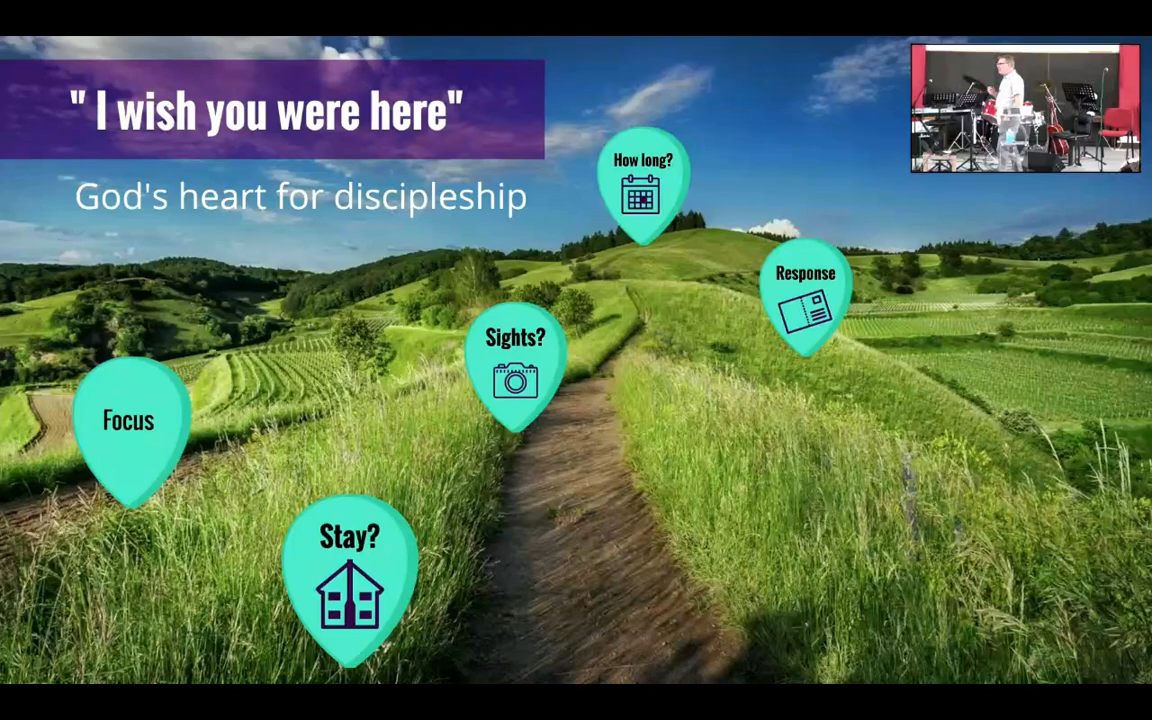 " I wish you were here"
God's heart for discipleship
How long?
Response
Sights?
Focus
Stay?